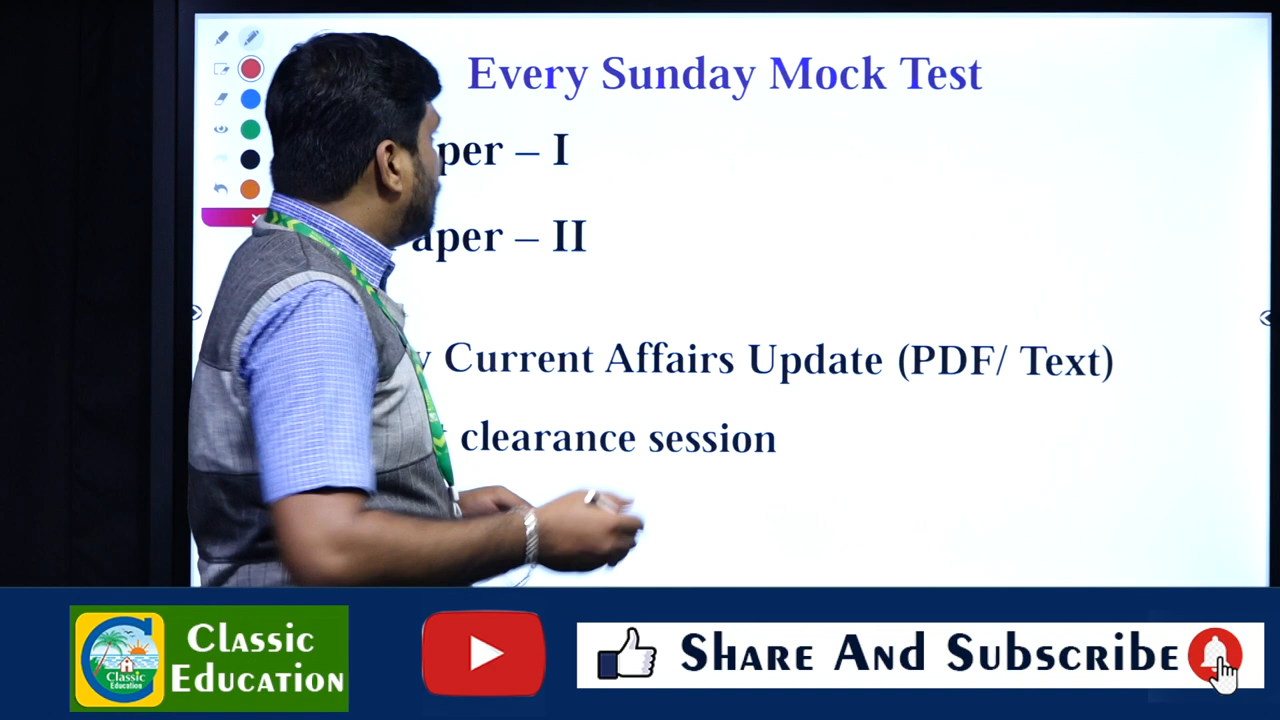 Every Sunday Mock Test
per – I
aper – II
Current Affairs Update (PDF/ Text)
clearance session
Classic
Education
Classic
Education
Share And Subscribe